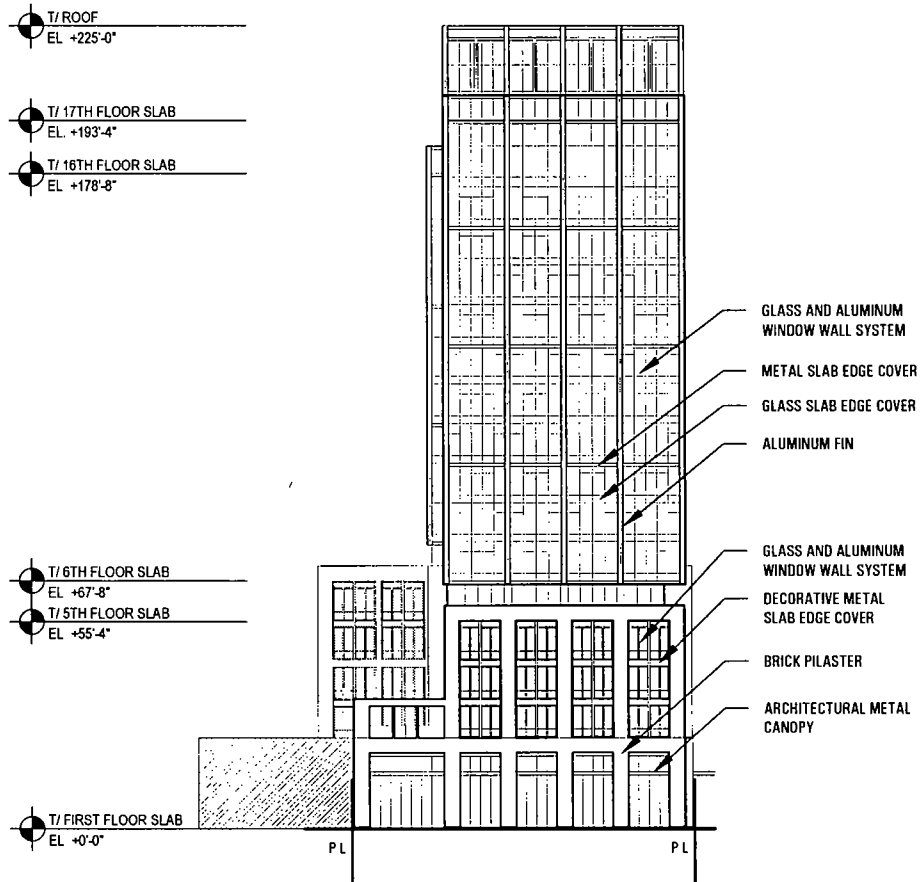 T/ ROOF
EL +225'-0"
T/ 17TH FLOOR SLAB
EL. +193'-4"
T/ 16TH FLOOR SLAB
EL +178'-8"
GLASS AND ALUMINUM
WINDOW WALL SYSTEM
METAL SLAB EDGE COVER
GLASS SLAB EDGE COVER
ALUMINUM FIN
T/ 6TH FLOOR SLAB
EL +67'-8"
T/ 5TH FLOOR SLAB
EL +55'-4"
GLASS AND ALUMINUM
WINDOW WALL SYSTEM
DECORATIVE METAL
SLAB EDGE COVER
BRICK PILASTER
ARCHITECTURAL METAL
CANOPY
T/ FIRST FLOOR SLAB
EL +0'-0"
PL
PL